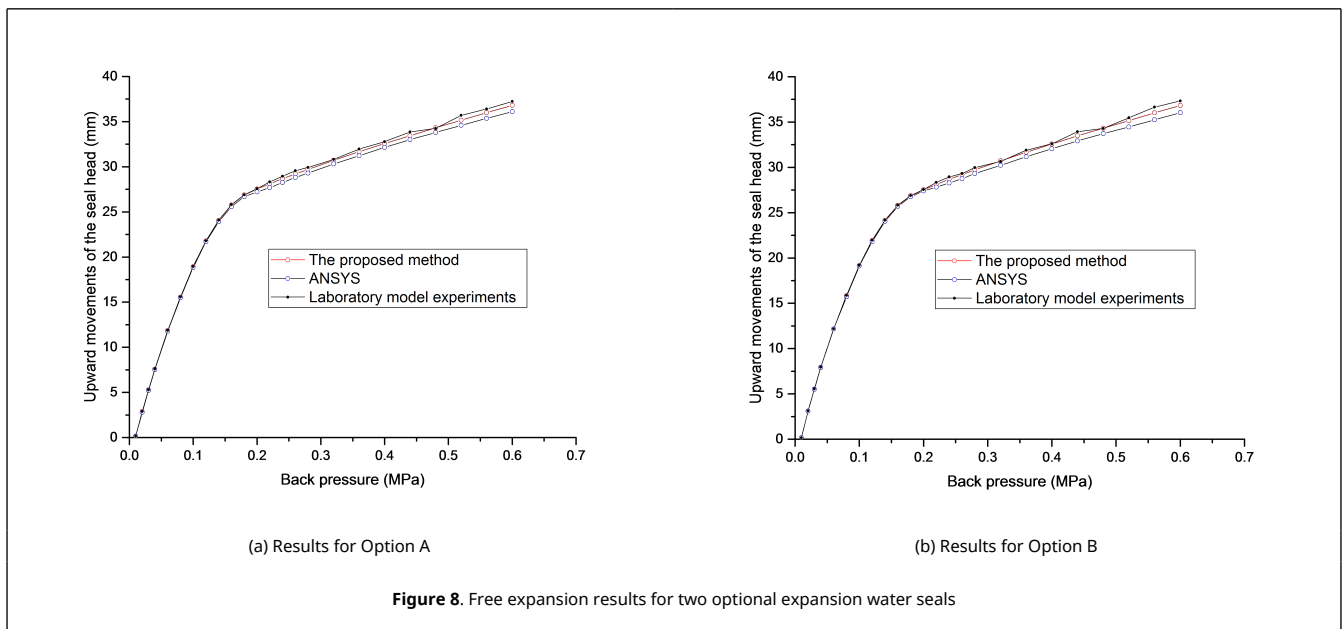 40
35
30
25
20
15
10
5
0
Upward movements of the seal head (mm)
The proposed method
ANSYS
Laboratory model experiments
0.0 0.1 0.2 0.3 0.4 0.5 0.6 0.7
Back pressure (MPa)
(a) Results for Option A
40
35
30
25
20
15
10
5
0
Upward movements of the seal head (mm)
The proposed method
ANSYS
Laboratory model experiments
0.0 0.1 0.2 0.3 0.4 0.5 0.6 0.7
Back pressure (MPa)
(b) Results for Option B
Figure 8. Free expansion results for two optional expansion water seals